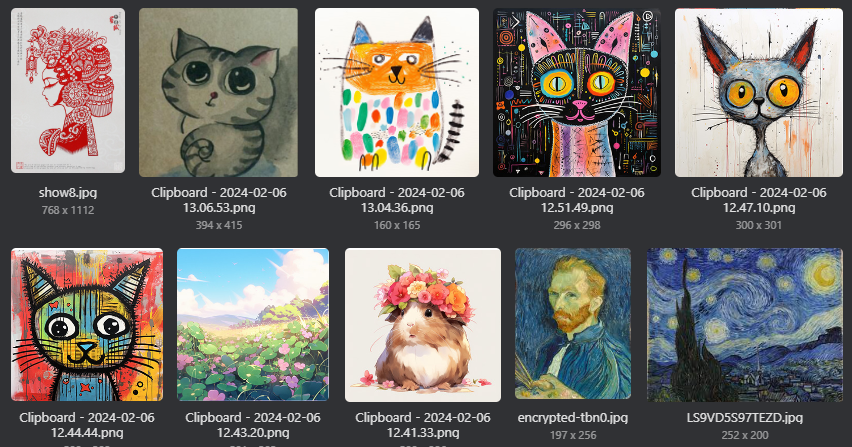 show8.jpg
768 x 1112
Clipboard - 2024-02-06
13.06.53.png
394 x 415
Clipboard - 2024-02-06
13.04.36.png
160 x 165
Clipboard - 2024-02-06
12.51.49.png
296 x 298
Clipboard - 2024-02-06
12.47.10.png
300 x 301
Clipboard - 2024-02-06
12.44.44.png
Clipboard - 2024-02-06
12.43.20.png
Clipboard - 2024-02-06
12.41.33.png
encrypted-tbn0.jpg
197 x 256
LS9VD5S97TEZD.jpg
252 x 200